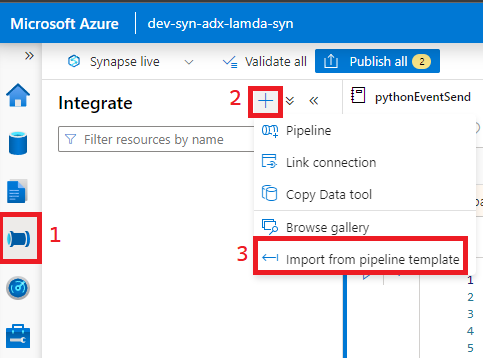 Microsoft Azure dev-syn-adx-lamda-syn
» Synapse live Validate all Publish all 2
Integrate 2 + « pythonEventSend
Filter resources by name
Pipeline
Link connection
Copy Data tool
1
Browse gallery
3 Import from pipeline template
1
2
3
4
5